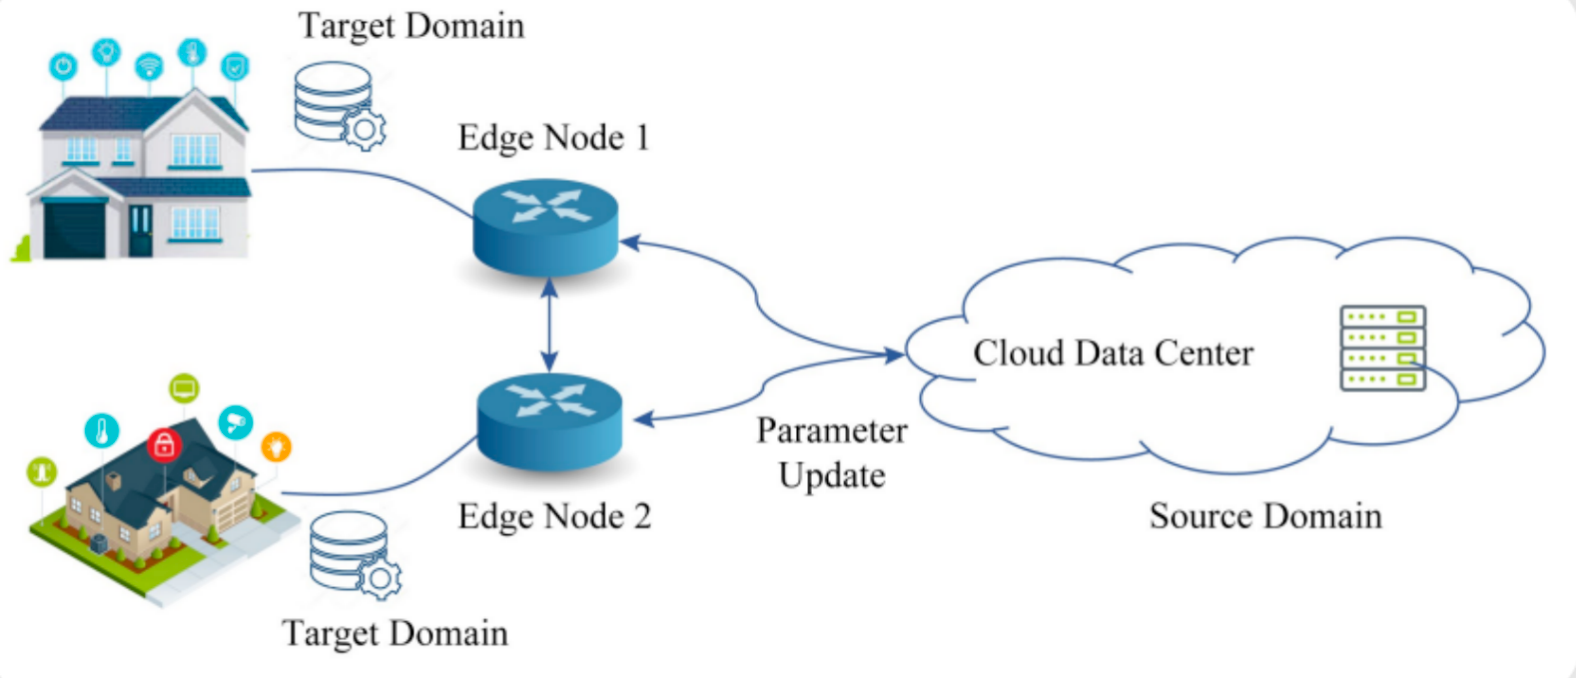 Target Domain
Edge Node 1
Cloud Data Center
Parameter
Update
Edge Node 2
Source Domain
Target Domain